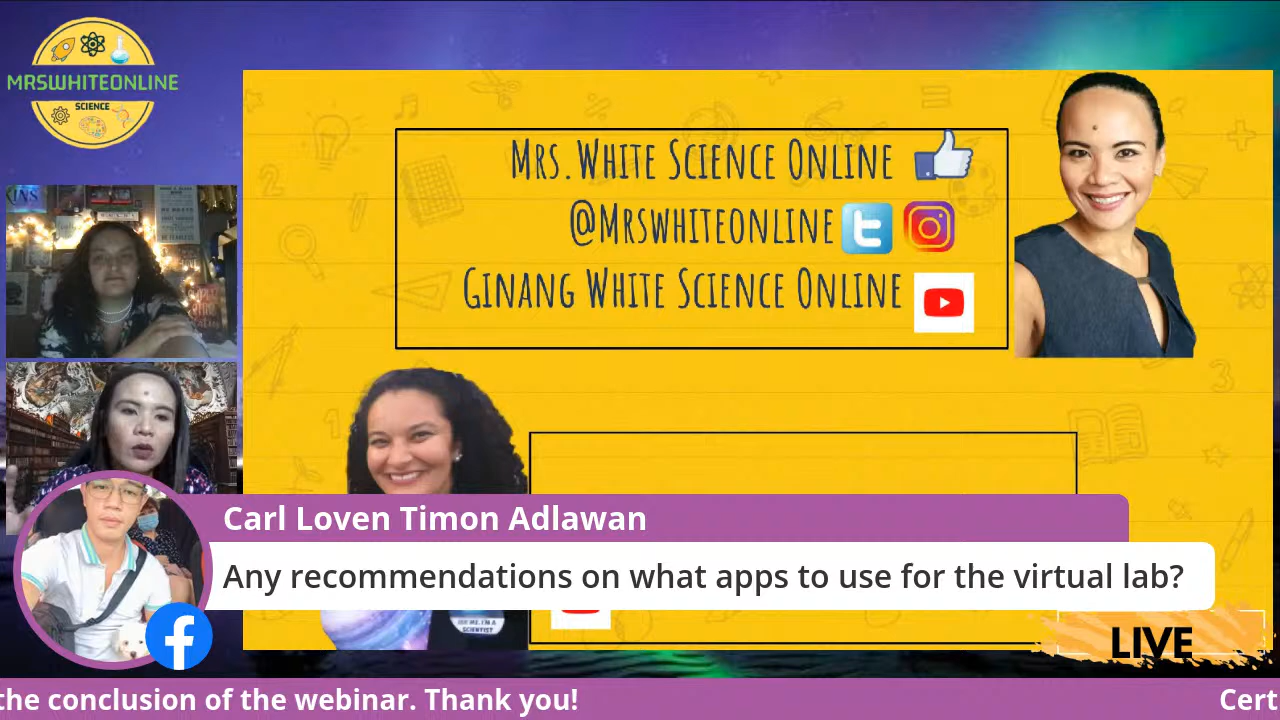 MRSWHITEONLINE
SCIENCE
Mrs. White Science Online
@Mrswhiteonline
Ginang White Science Online
Carl Loven Timon Adlawan
Any recommendations on what apps to use for the virtual lab?
LIVE
the conclusion of the webinar. Thank you!
Cert